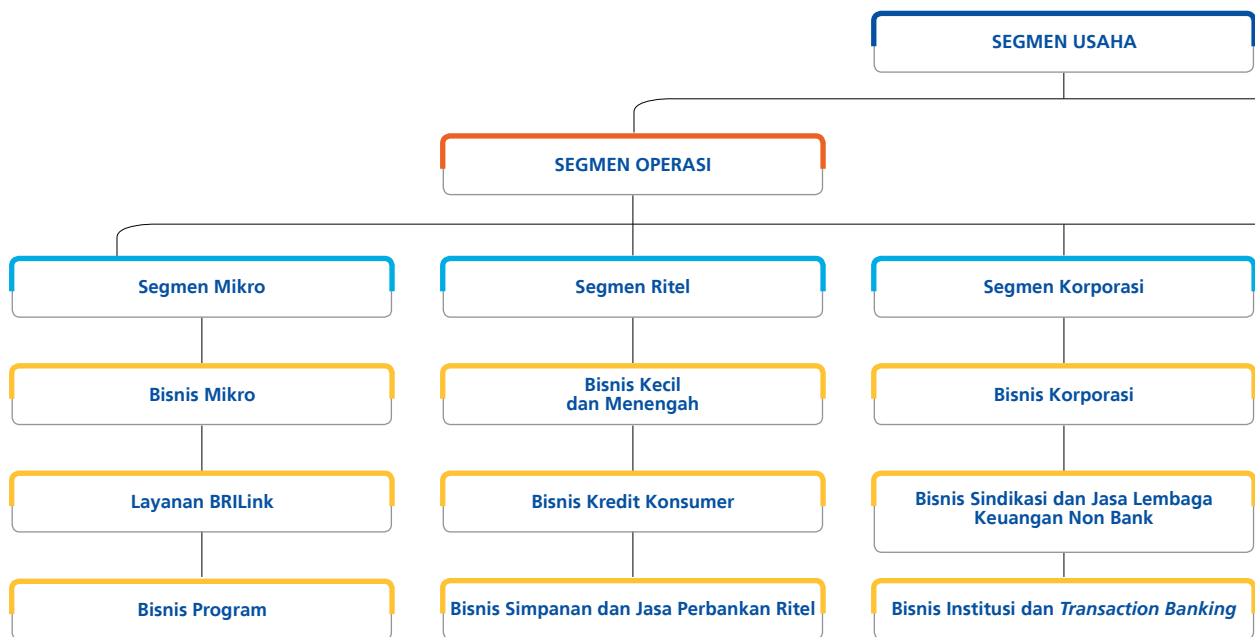 SEGMEN USAHA
SEGMEN OPERASI
Segmen Mikro
Segmen Ritel
Segmen Korporasi
Bisnis Mikro
Bisnis Kecil
dan Menengah
Bisnis Korporasi
Layanan BRILink
Bisnis Kredit Konsumer
Bisnis Sindikasi dan Jasa Lembaga
Keuangan Non Bank
Bisnis Program
Bisnis Simpanan dan Jasa Perbankan Ritel
Bisnis Institusi dan Transaction Banking